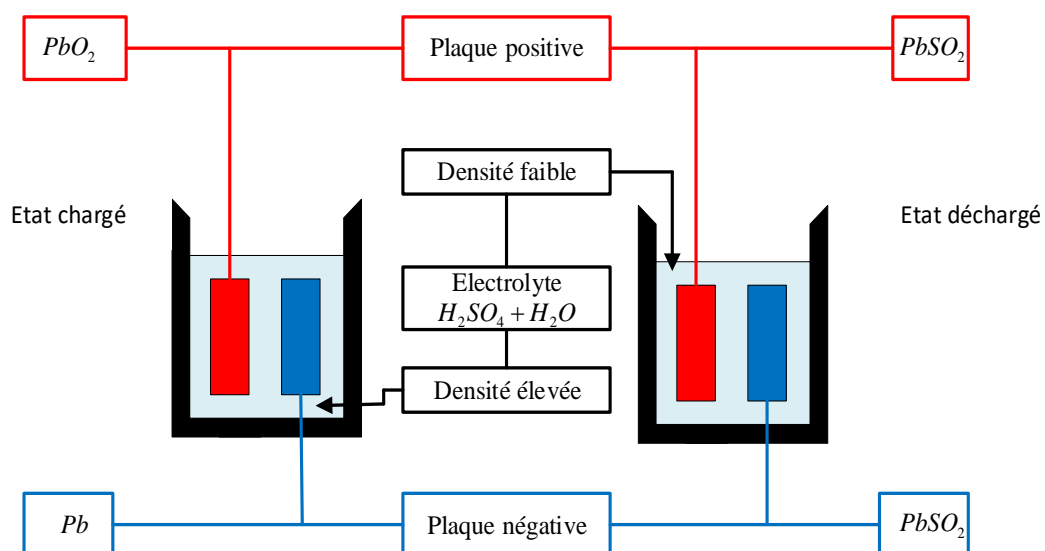 PbO₂
Plaque positive
PbSO₂
Densité faible
Etat chargé
Etat déchargé
Electrolyte
H₂SO₄ + H₂O
Densité élevée
Pb
Plaque négative
PbSO₂